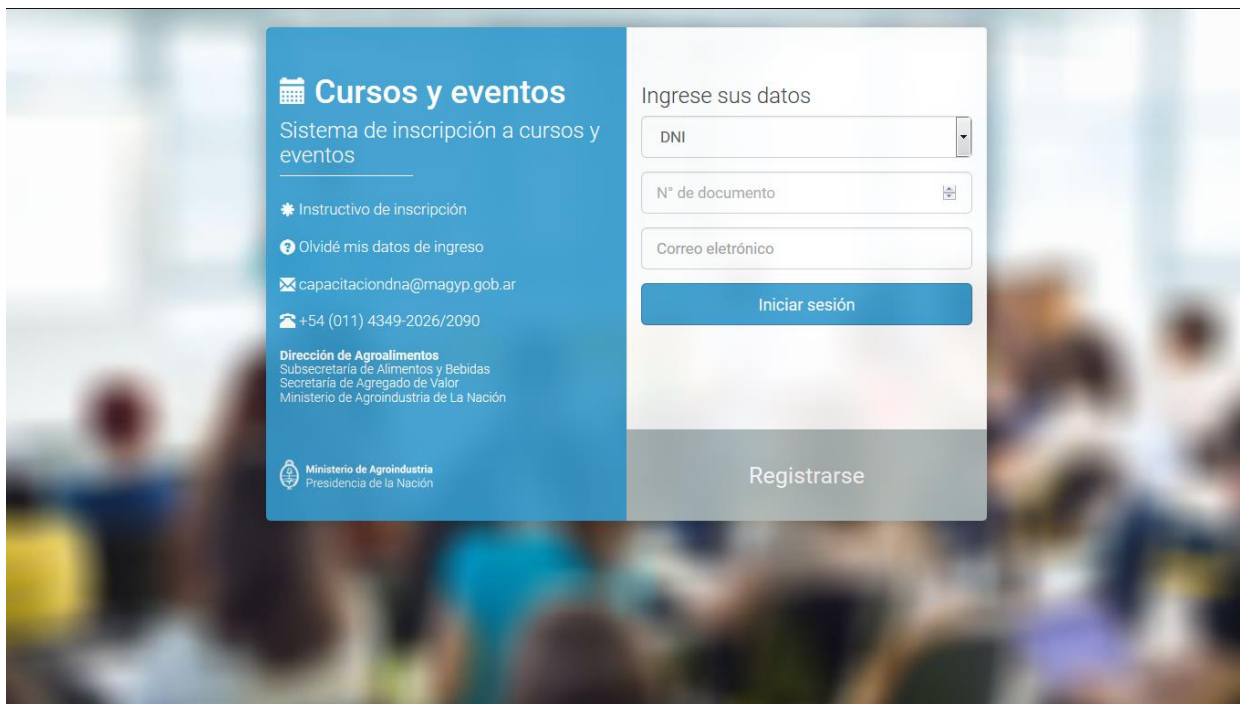 Cursos y eventos
Sistema de inscripción a cursos y
eventos
Instructivo de inscripción
Olvidé mis datos de ingreso
capacitaciondna@magyp.gob.ar
+54 (011) 4349-2026/2090
Dirección de Agroalimentos
Subsecretaría de Alimentos y Bebidas
Secretaría de Agregado de Valor
Ministerio de Agroindustria de La Nación
Ministerio de Agroindustria
Presidencia de la Nación
Ingrese sus datos
DNI
N° de documento
Correo eletrónico
Iniciar sesión
Registrarse